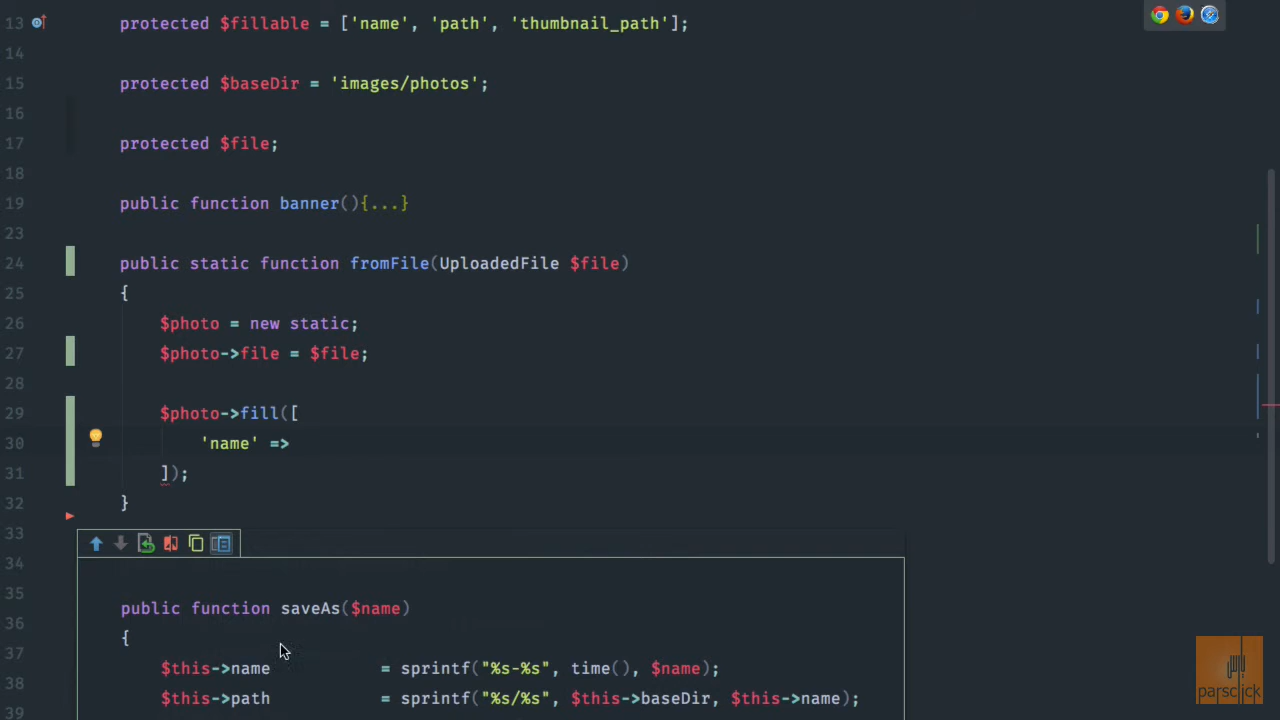 13 protected $fillable = ['name', 'path', 'thumbnail_path'];
14
15 protected $baseDir = 'images/photos';
16
17 protected $file;
18
19 public function banner(){...}
23
24 public static function fromFile(UploadedFile $file)
25 {
26 $photo = new static;
27 $photo->file = $file;
28
29 $photo->fill([
30 'name' =>
31 ]);
32 }
33
34
35 public function saveAs($name)
36 {
37 $this->name = sprintf("%s-%s", time(), $name);
38 $this->path = sprintf("%s/%s", $this->baseDir, $this->name);
39
parsclick